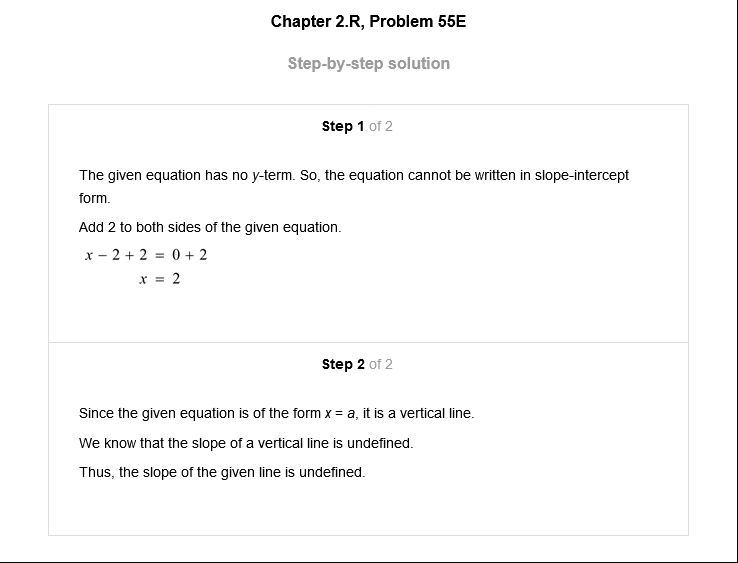 Chapter 2.R, Problem 55E
Step-by-step solution
Step 1 of 2
The given equation has no y-term. So, the equation cannot be written in slope-intercept
form.
Add 2 to both sides of the given equation.
x − 2 + 2 = 0 + 2
x = 2
Step 2 of 2
Since the given equation is of the form x = a, it is a vertical line.
We know that the slope of a vertical line is undefined.
Thus, the slope of the given line is undefined.